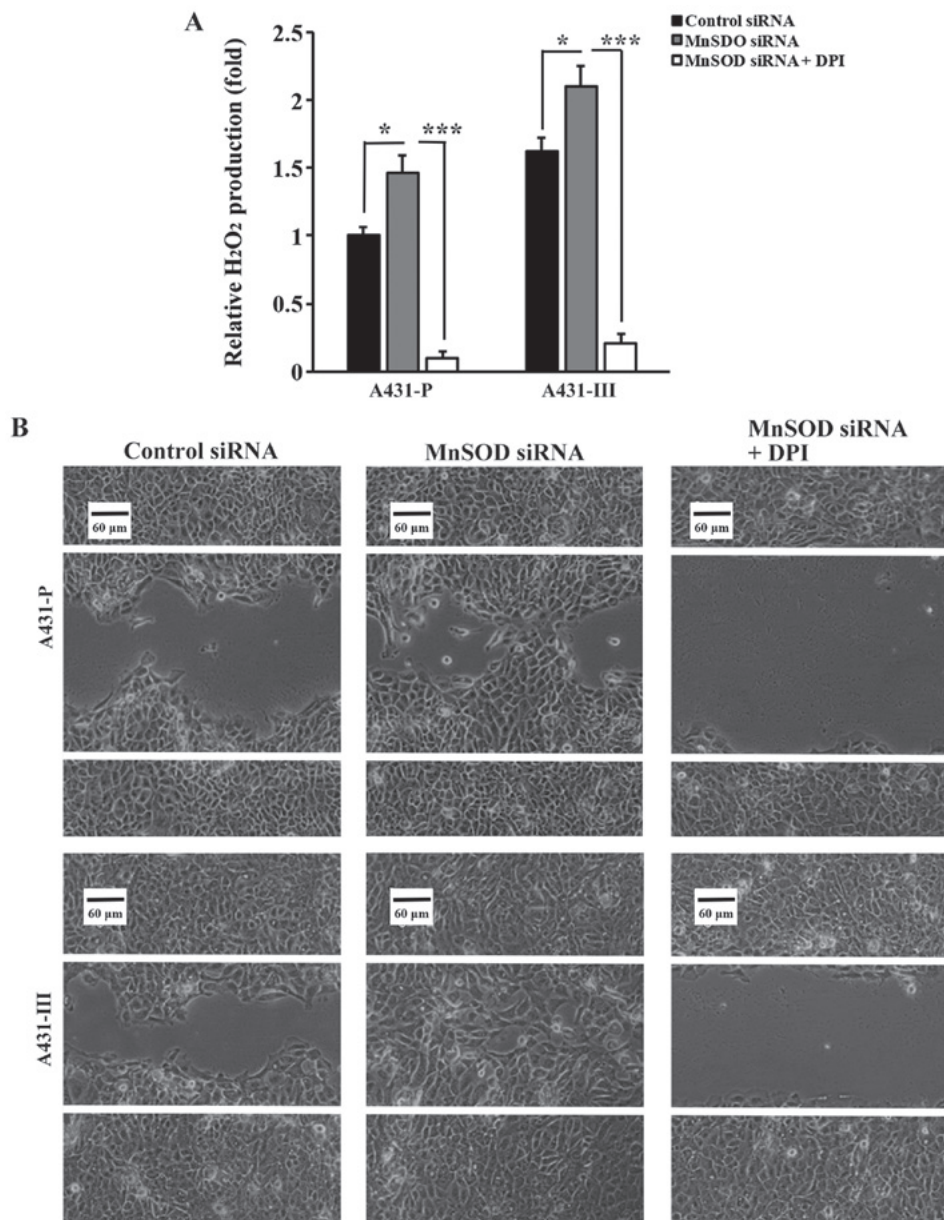 A
Control siRNA
MnSDO siRNA
MnSOD siRNA + DPI
Relative H2O2 production (fold)
2.5
2
1.5
1
0.5
0
* *** * ***
A431-P A431-III
B
Control siRNA MnSOD siRNA MnSOD siRNA
+ DPI
A431-P
60 µm 60 µm 60 µm
A431-III
60 µm 60 µm 60 µm